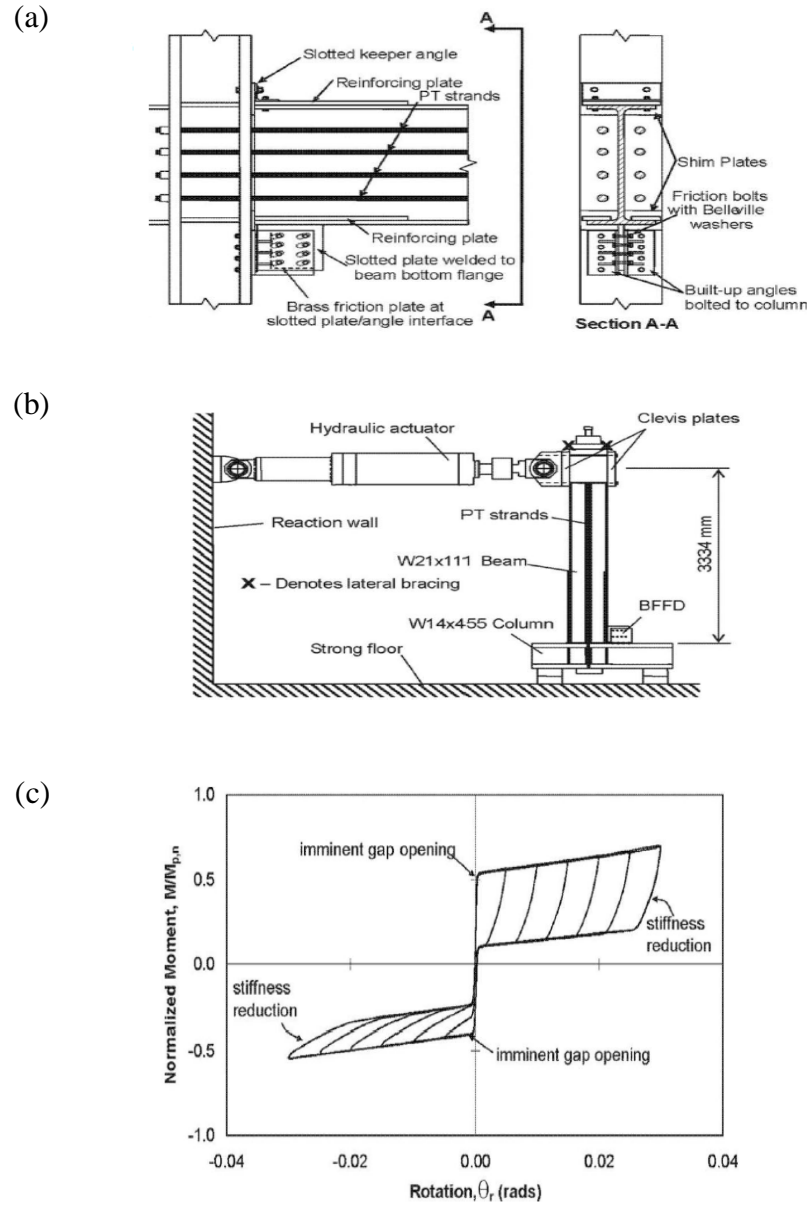 (a)
A
Slotted keeper angle
Reinforcing plate
PT strands
Shim Plates
Friction bolts
with Belleville
washers
Reinforcing plate
Slotted plate welded to
beam bottom flange
Brass friction plate at
slotted plate/angle interface
A
Built-up angles
bolted to column
Section A-A
(b)
Hydraulic actuator
Clevis plates
PT strands
Reaction wall
W21x111 Beam
X – Denotes lateral bracing
3334 mm
BFFD
W14x455 Column
Strong floor
(c)
Normalized Moment, M/Mp,n
1.0
0.5
0.0
-0.5
-1.0
imminent gap opening
stiffness
reduction
stiffness
reduction
imminent gap opening
-0.04
-0.02
0.00
0.02
0.04
Rotation, θr (rads)